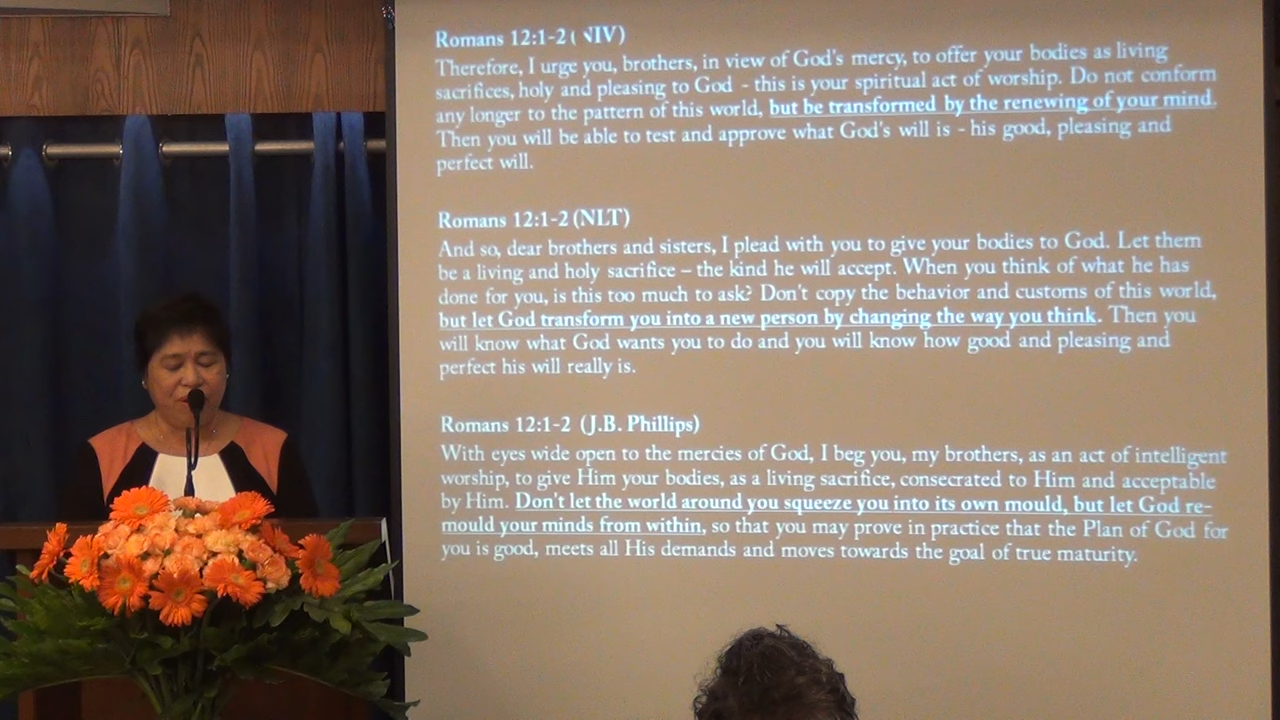 Romans 12:1-2 ( NIV)
Therefore, I urge you, brothers, in view of God's mercy, to offer your bodies as living
sacrifices, holy and pleasing to God - this is your spiritual act of worship. Do not conform
any longer to the pattern of this world, but be transformed by the renewing of your mind.
Then you will be able to test and approve what God's will is - his good, pleasing and
perfect will.
Romans 12:1-2 (NLT)
And so, dear brothers and sisters, I plead with you to give your bodies to God. Let them
be a living and holy sacrifice – the kind he will accept. When you think of what he has
done for you, is this too much to ask? Don't copy the behavior and customs of this world,
but let God transform you into a new person by changing the way you think. Then you
will know what God wants you to do and you will know how good and pleasing and
perfect his will really is.
Romans 12:1-2 (J.B. Phillips)
With eyes wide open to the mercies of God, I beg you, my brothers, as an act of intelligent
worship, to give Him your bodies, as a living sacrifice, consecrated to Him and acceptable
by Him. Don't let the world around you squeeze you into its own mould, but let God re-
mould your minds from within, so that you may prove in practice that the Plan of God for
you is good, meets all His demands and moves towards the goal of true maturity.